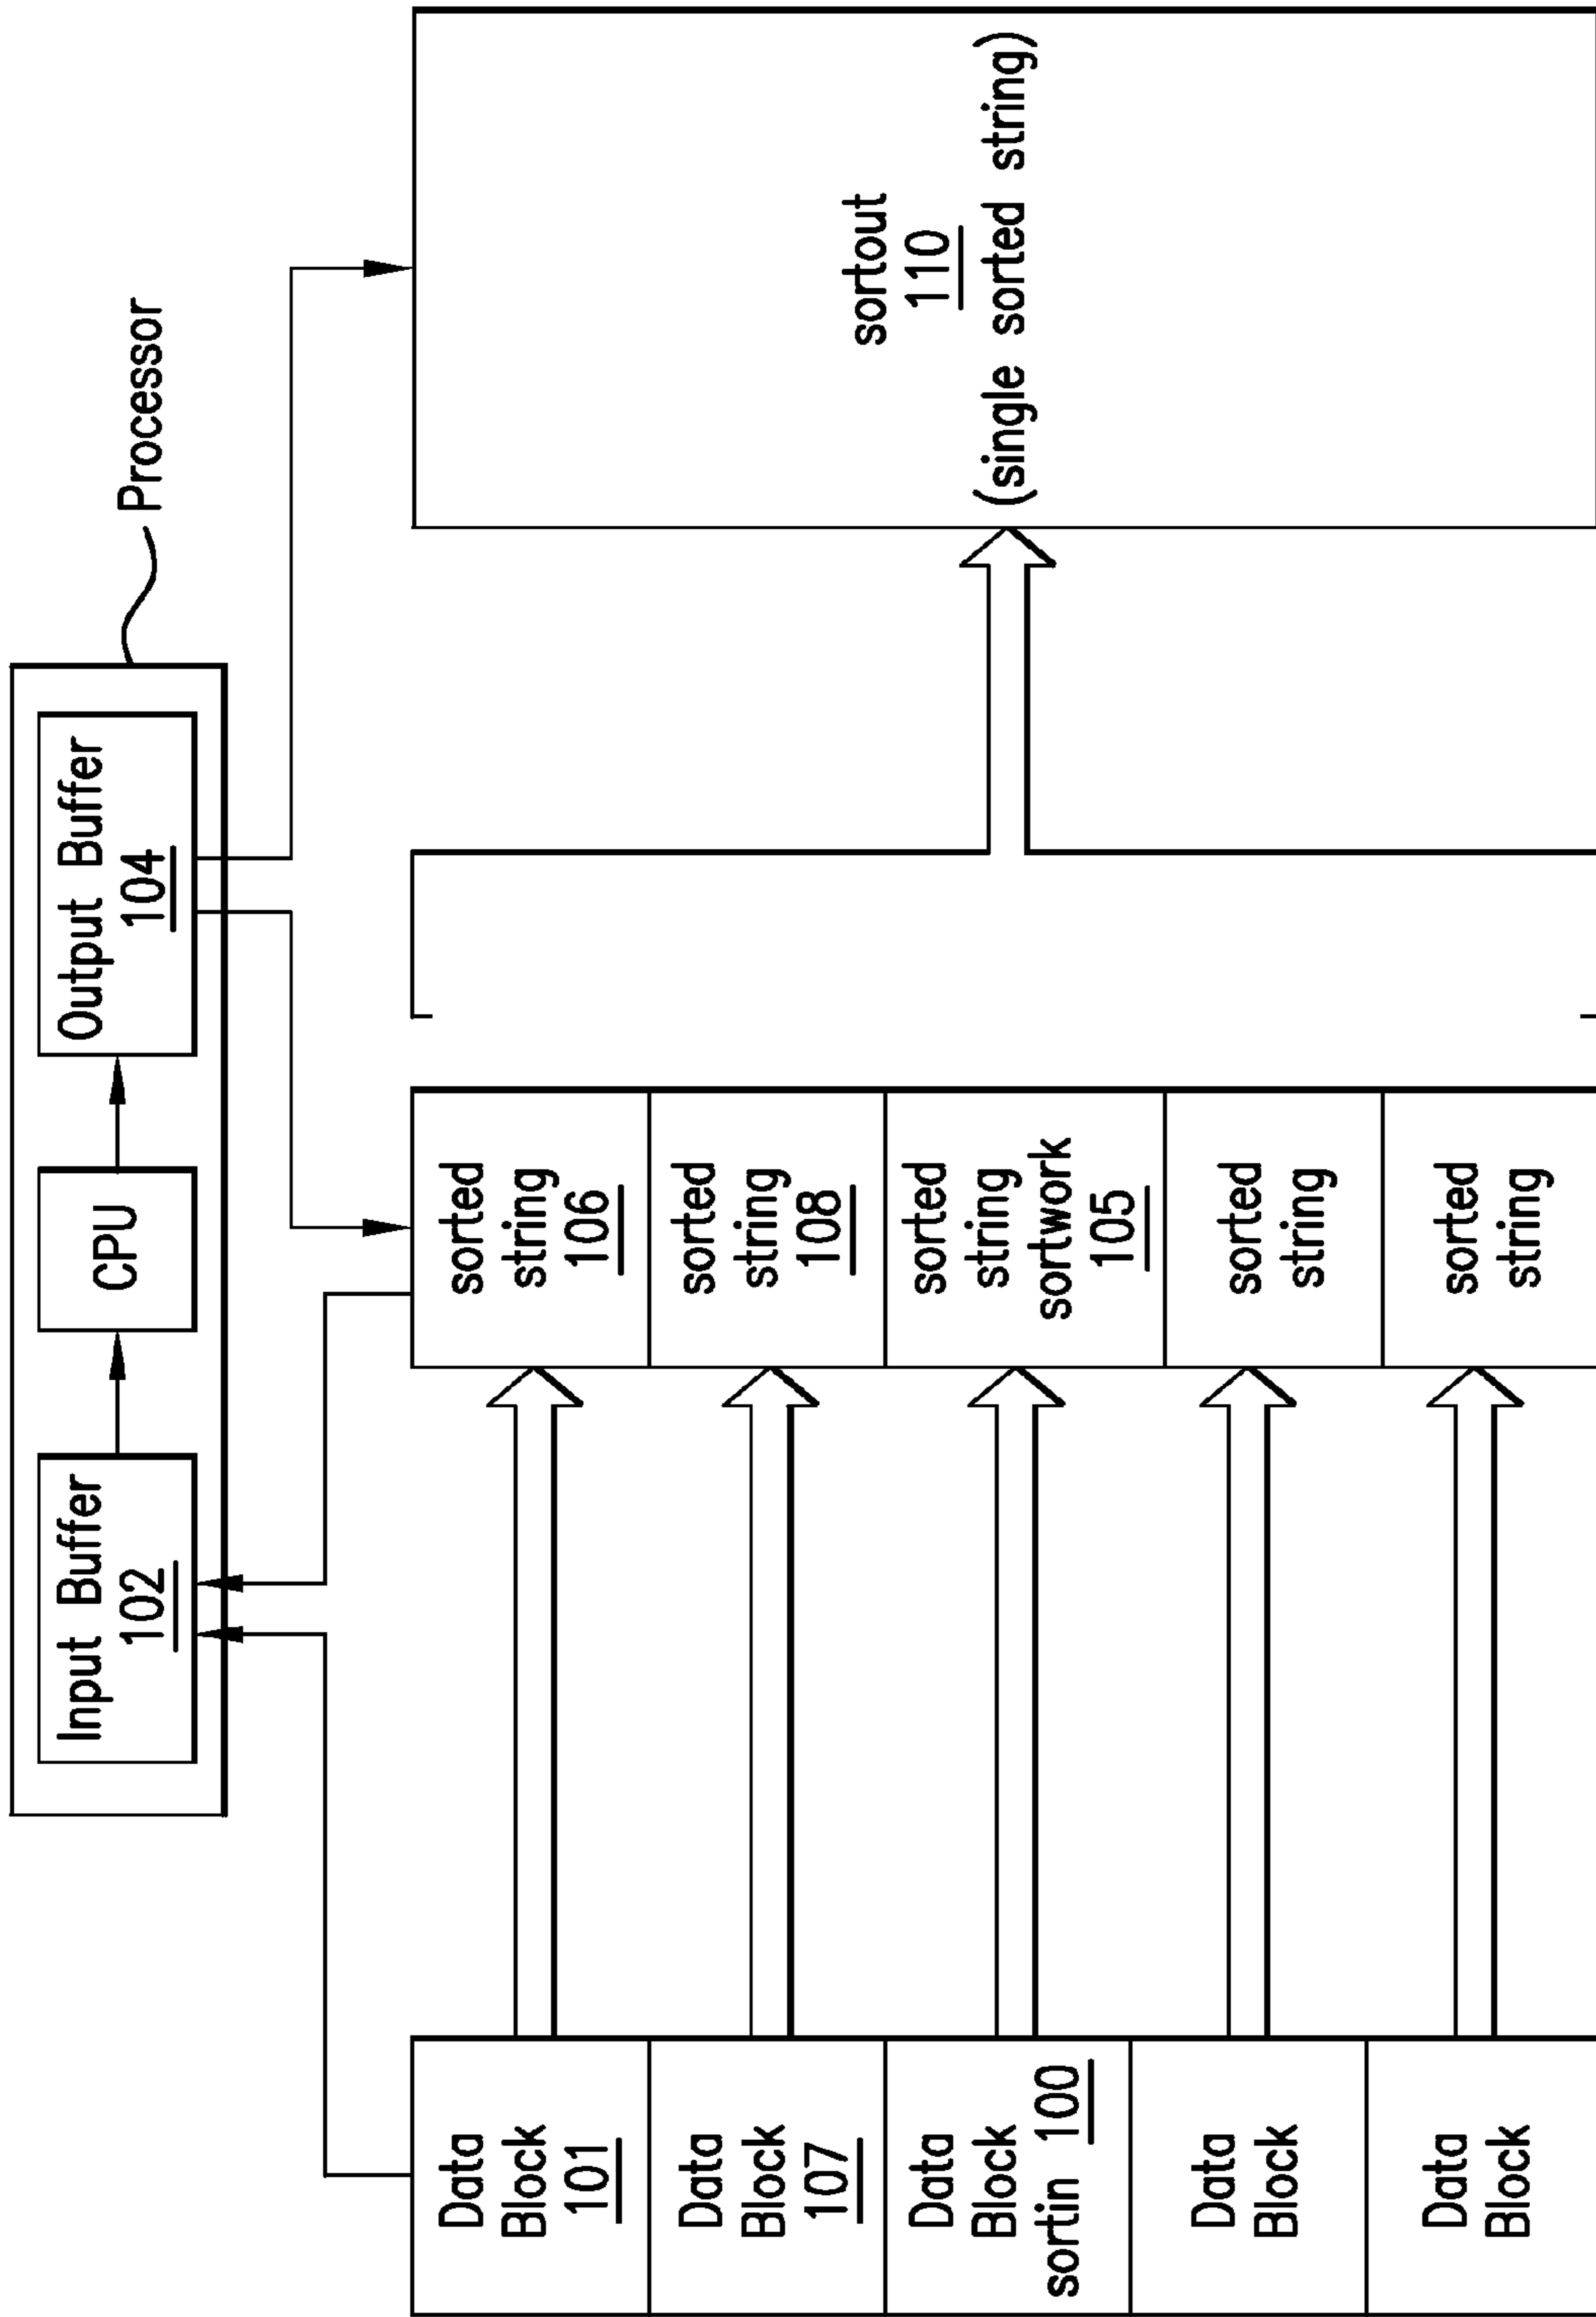 Input Buffer
102
CPU
Output Buffer
104
Processor
Data
Block
101
Data
Block
107
Data
Block
sortin 100
Data
Block
Data
Block
sorted
string
106
sorted
string
108
sorted
string
sortwork
105
sorted
string
sorted
string
sortout
110
(single sorted string)